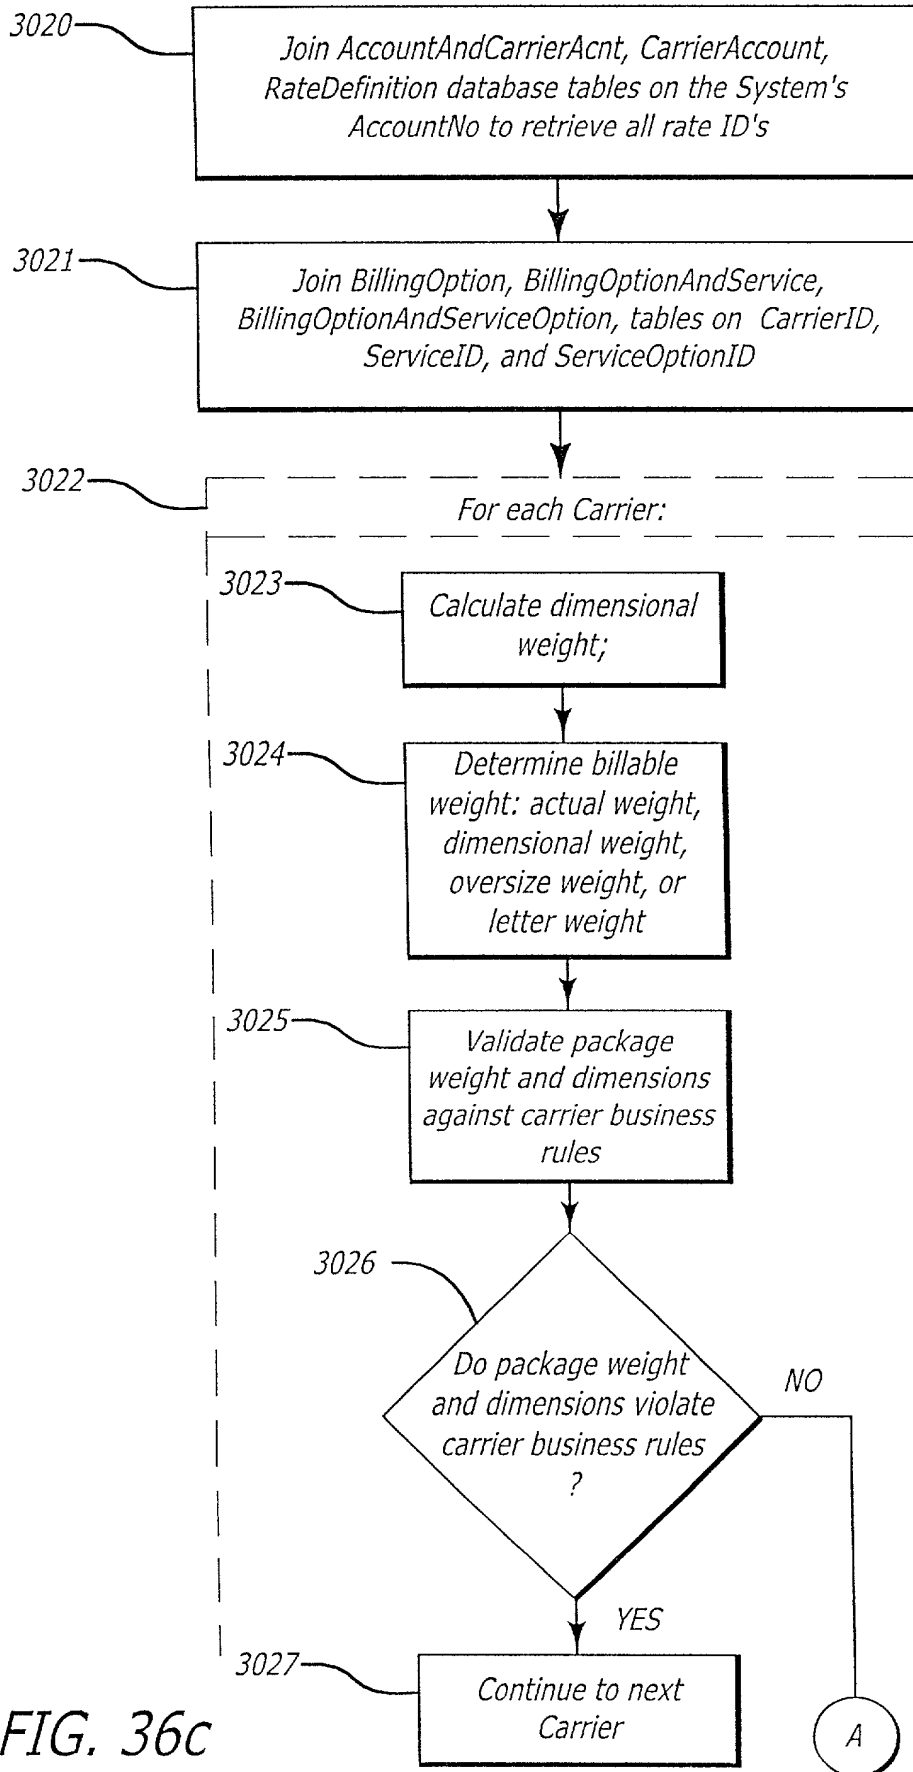 3020
Join AccountAndCarrierAcnt, CarrierAccount,
RateDefinition database tables on the System's
AccountNo to retrieve all rate ID's
3021
Join BillingOption, BillingOptionAndService,
BillingOptionAndServiceOption, tables on CarrierID,
ServiceID, and ServiceOptionID
3022
For each Carrier:
3023
Calculate dimensional
weight;
3024
Determine billable
weight: actual weight,
dimensional weight,
oversize weight, or
letter weight
3025
Validate package
weight and dimensions
against carrier business
rules
3026
Do package weight
and dimensions violate
carrier business rules
?
NO
YES
3027
Continue to next
Carrier
A
FIG. 36c